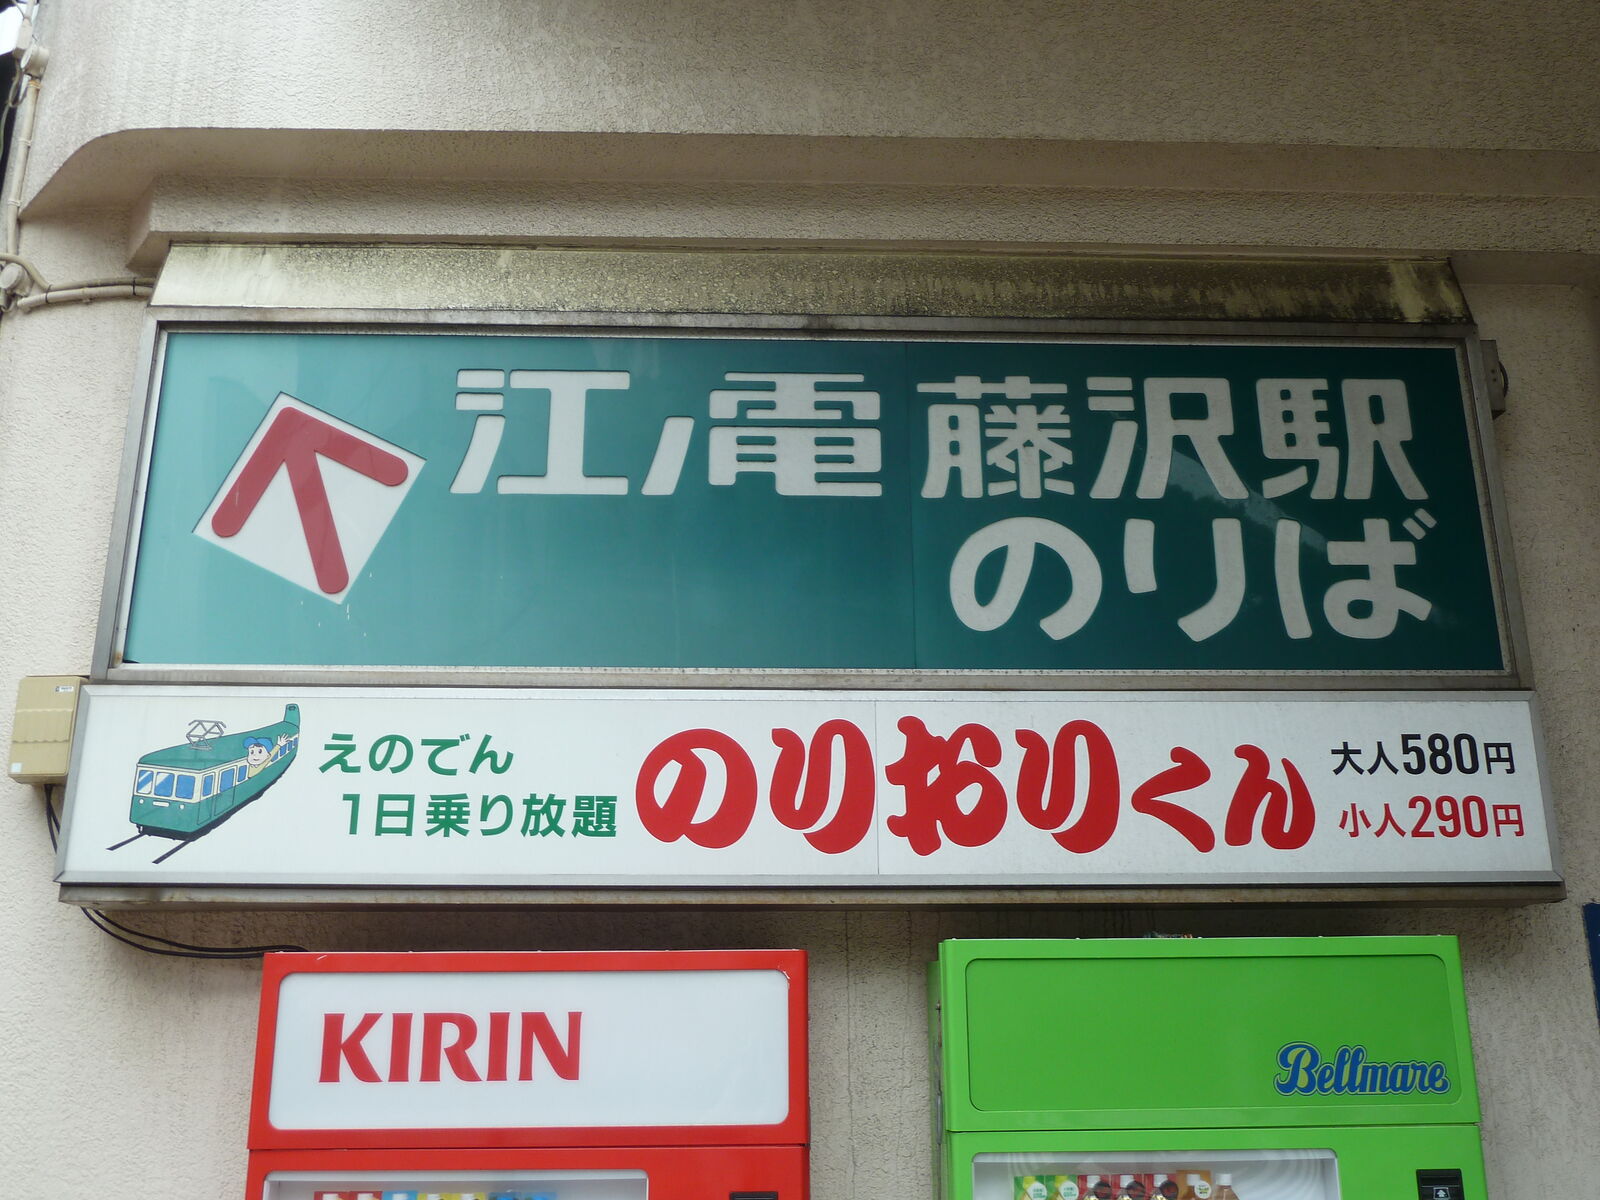 江ノ電 藤沢駅
のりば
えのでん
1日乗り放題
のりおりくん
大人580円
小人290円
KIRIN
Bellmare